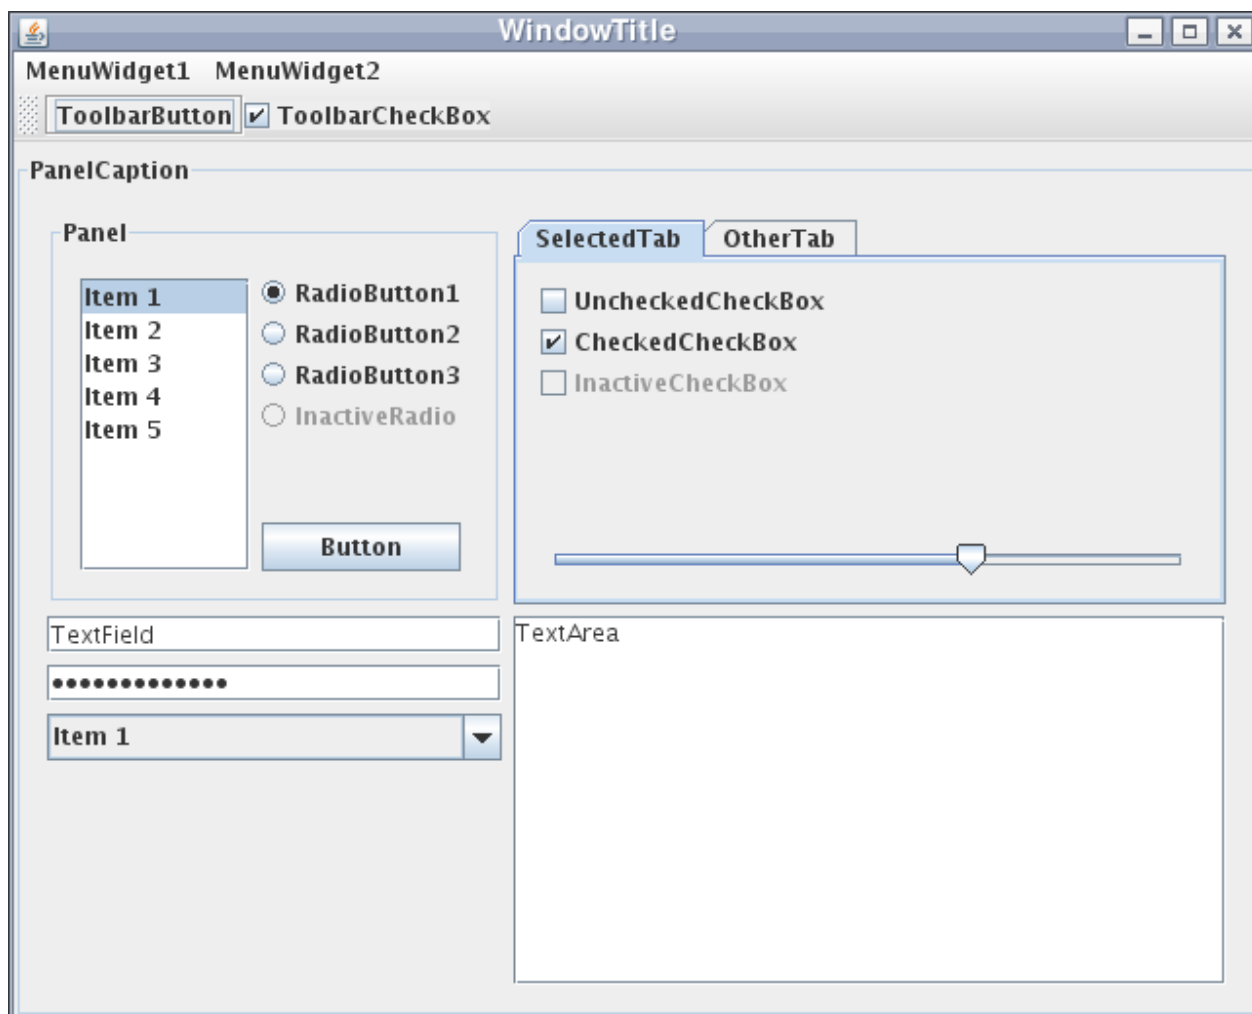 WindowTitle
MenuWidget1 MenuWidget2
ToolbarButton ToolbarCheckBox
PanelCaption
Panel
Item 1
Item 2
Item 3
Item 4
Item 5
RadioButton1
RadioButton2
RadioButton3
InactiveRadio
Button
SelectedTab OtherTab
UncheckedCheckBox
CheckedCheckBox
InactiveCheckBox
TextField
•••••••••••••
Item 1
TextArea